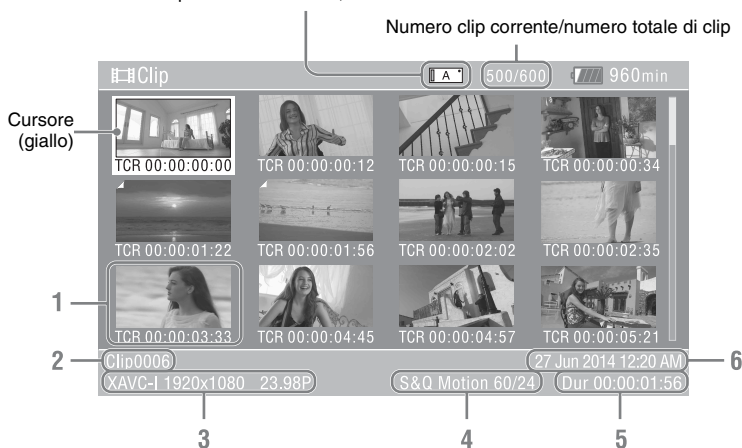 Numero clip corrente/numero totale di clip
Clip
A
500/600
960min
Cursore
(giallo)
TCR 00:00:00:00
TCR 00:00:00:12
TCR 00:00:00:15
TCR 00:00:00:34
TCR 00:00:01:22
TCR 00:00:01:56
TCR 00:00:02:02
TCR 00:00:02:35
1
TCR 00:00:03:33
TCR 00:00:04:45
TCR 00:00:04:57
TCR 00:00:05:21
2
Clip0006
27 Jun 2014 12:20 AM
6
XAVC-I 1920x1080 23.98P
S&Q Motion 60/24
Dur 00:00:01:56
3
4
5